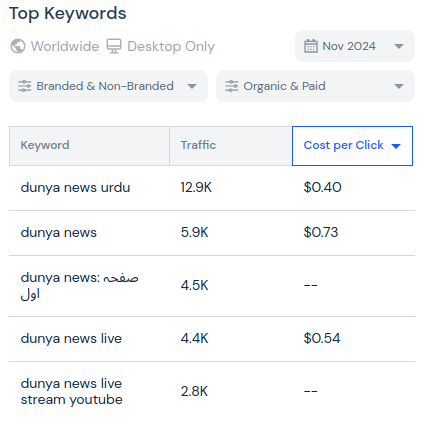 Top Keywords
Worldwide Desktop Only Nov 2024
Branded & Non-Branded Organic & Paid
Keyword Traffic Cost per Click
dunya news urdu 12.9K $0.40
dunya news 5.9K $0.73
dunya news: صفحہ
اول 4.5K --
dunya news live 4.4K $0.54
dunya news live
stream youtube 2.8K --